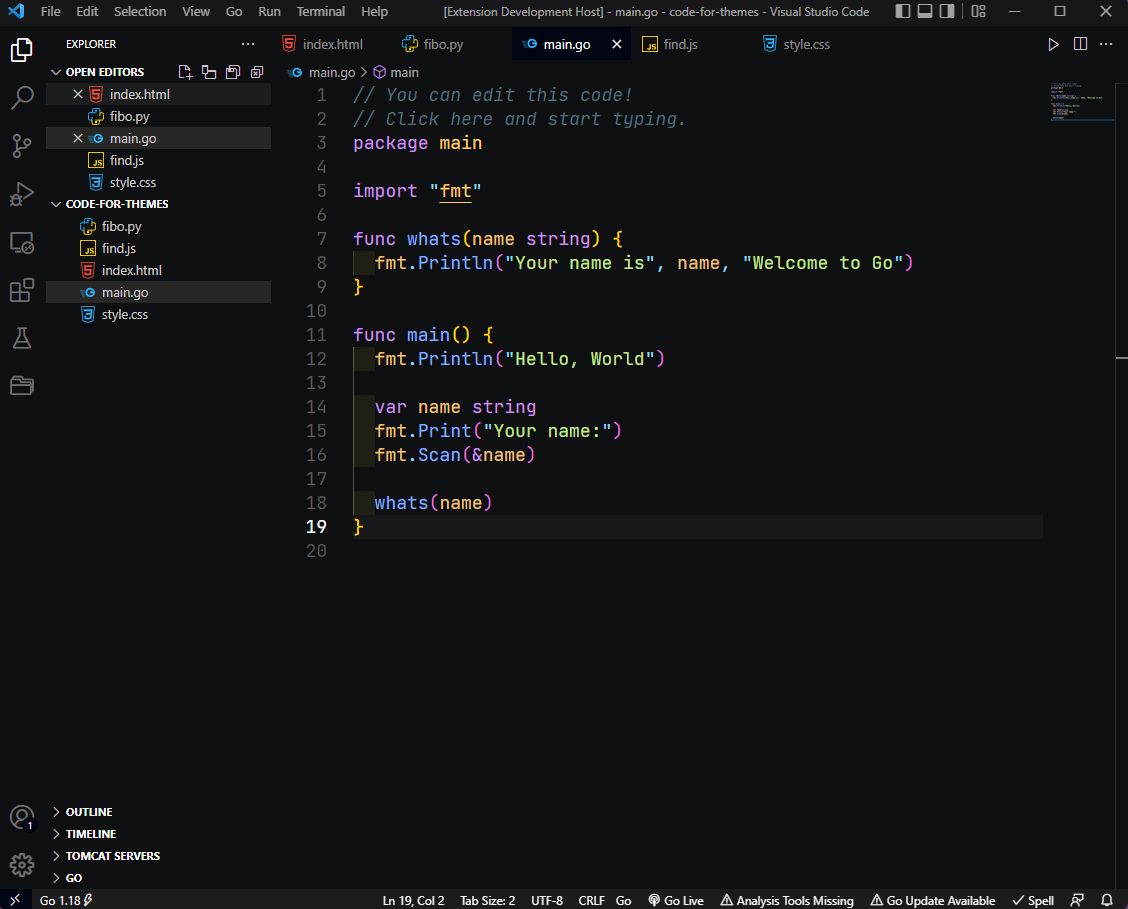 File Edit Selection View Go Run Terminal Help [Extension Development Host] - main.go - code-for-themes - Visual Studio Code
EXPLORER
index.html fibo.py main.go find.js style.css
OPEN EDITORS
index.html
fibo.py
main.go
find.js
style.css
CODE-FOR-THEMES
fibo.py
find.js
index.html
main.go
style.css
OUTLINE
TIMELINE
TOMCAT SERVERS
GO
1
main.go > main
1 // You can edit this code!
2 // Click here and start typing.
3 package main
4
5 import "fmt"
6
7 func whats(name string) {
8 fmt.Println("Your name is", name, "Welcome to Go")
9 }
10
11 func main() {
12 fmt.Println("Hello, World")
13
14 var name string
15 fmt.Print("Your name:")
16 fmt.Scan(&name)
17
18 whats(name)
19 }
20
Go 1.18 Ln 19, Col 2 Tab Size: 2 UTF-8 CRLF Go Go Live Analysis Tools Missing Go Update Available Spell